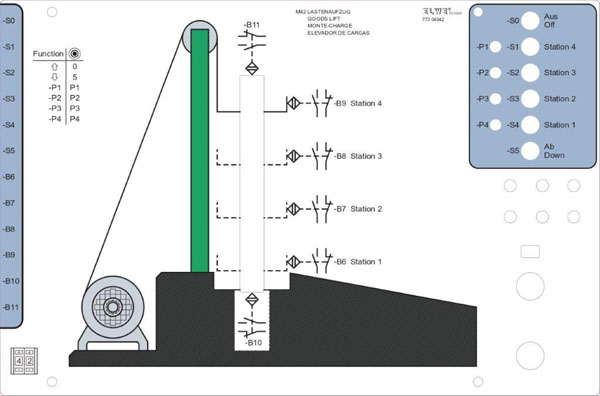 -S0
-S1
-S2
-S3
-S4
-S5
-B6
-B7
-B8
-B9
-B10
-B11
Function
0
5
-P1 P1
-P2 P2
-P3 P3
-P4 P4
4 2
-B11
M42 LASTENAUFZUG
GOODS LIFT
MONTE-CHARGE
ELEVADOR DE CARGAS
-B9 Station 4
-B8 Station 3
-B7 Station 2
-B6 Station 1
-B10
-S0 Aus
Off
-P1 -S1 Station 4
-P2 -S2 Station 3
-P3 -S3 Station 2
-P4 -S4 Station 1
-S5 Ab
Down